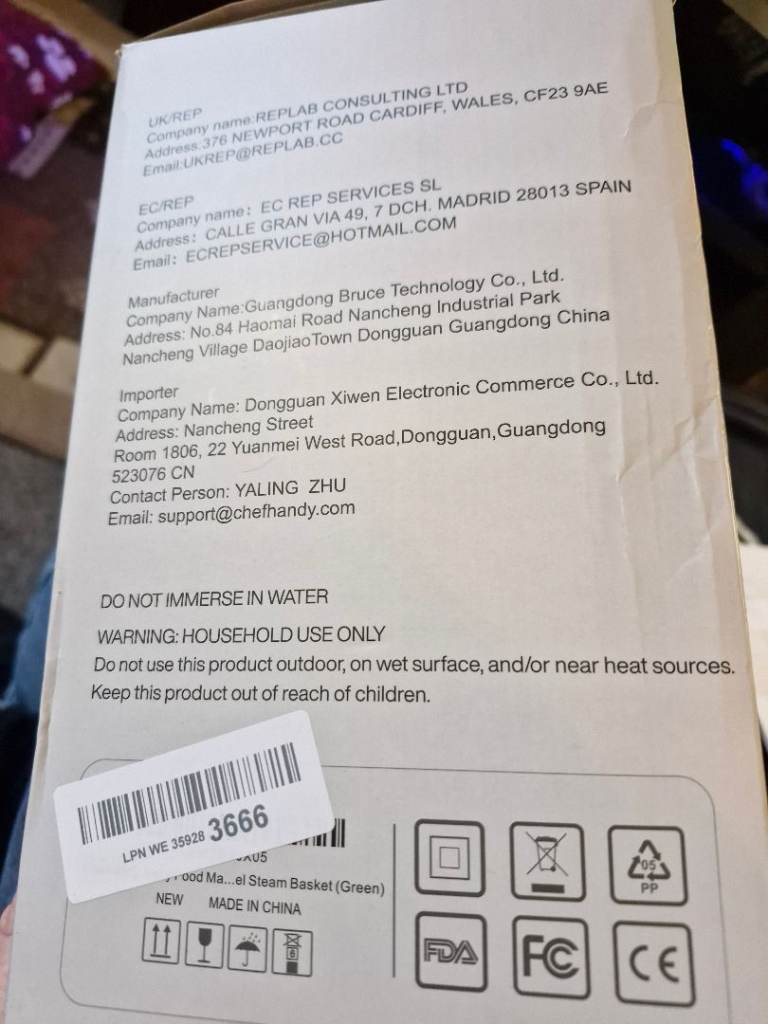 UK/REP
Company name:REPLAB CONSULTING LTD
Address:376 NEWPORT ROAD CARDIFF, WALES, CF23 9AE
Email:UKREP@REPLAB.CC
EC/REP
Company name: EC REP SERVICES SL
Address: CALLE GRAN VIA 49, 7 DCH. MADRID 28013 SPAIN
Email: ECREPSERVICE@HOTMAIL.COM
Manufacturer
Company Name:Guangdong Bruce Technology Co., Ltd.
Address: No.84 Haomai Road Nancheng Industrial Park
Nancheng Village DaojiaoTown Dongguan Guangdong China
Importer
Company Name: Dongguan Xiwen Electronic Commerce Co., Ltd.
Address: Nancheng Street
Room 1806, 22 Yuanmei West Road,Dongguan,Guangdong
523076 CN
Contact Person: YALING ZHU
Email: support@chefhandy.com
DO NOT IMMERSE IN WATER
WARNING: HOUSEHOLD USE ONLY
Do not use this product outdoor, on wet surface, and/or near heat sources.
Keep this product out of reach of children.
LPN WE 35928 3666
X05
ood Ma...el Steam Basket (Green)
NEW MADE IN CHINA
6
05
PP
FDA
FC
CE